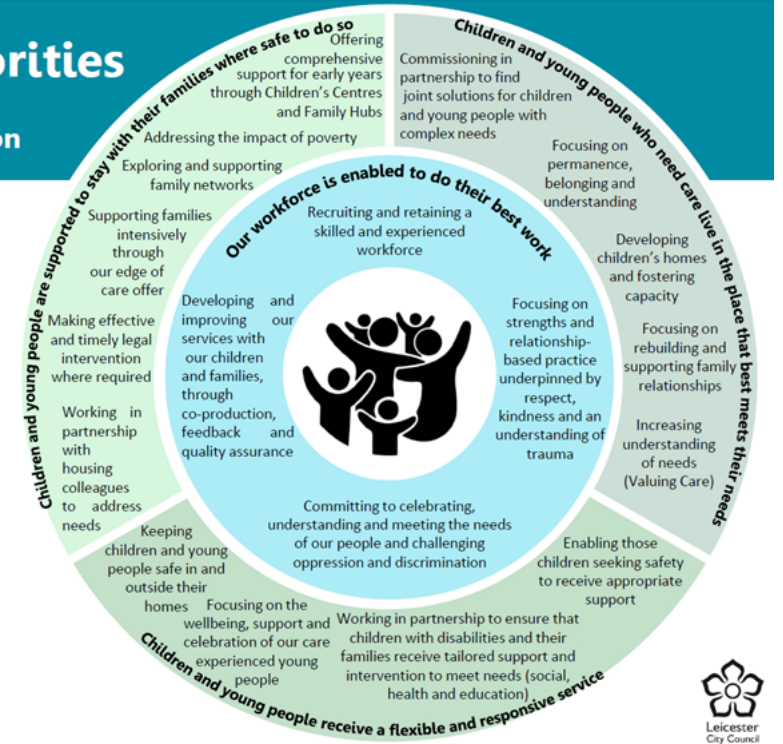 orities
on
Children and young people are supported to stay with their families where safe to do so
Offering
comprehensive
support for early years
through Children's Centres
and Family Hubs
Addressing the impact of poverty
Exploring and supporting
family networks
Supporting families
intensively
through
our edge of
care offer
Making effective
and timely legal
intervention
where required
Working in
partnership
with
housing
colleagues
to address
needs
Children and young people who need care live in the place that best meets their needs
Commissioning in
partnership to find
joint solutions for children
and young people with
complex needs
Focusing on
permanence,
belonging and
understanding
Developing
children's homes
and fostering
capacity
Focusing on
rebuilding and
supporting family
relationships
Increasing
understanding
of needs
(Valuing Care)
Our workforce is enabled to do their best work
Recruiting and retaining a
skilled and experienced
workforce
Developing and
improving our
services with
our children
and families,
through
co-production,
feedback and
quality assurance
Focusing on
strengths and
relationship-
based practice
underpinned by
respect,
kindness and an
understanding of
trauma
Committing to celebrating,
understanding and meeting the needs
of our people and challenging
oppression and discrimination
Keeping
children and young
people safe in and
outside their
homes
Focusing on the
wellbeing, support and
celebration of our care
experienced young
people
Working in partnership to ensure that
children with disabilities and their
families receive tailored support and
intervention to meet needs (social,
health and education)
Enabling those
children seeking safety
to receive appropriate
support
Children and young people receive a flexible and responsive service
Leicester
City Council